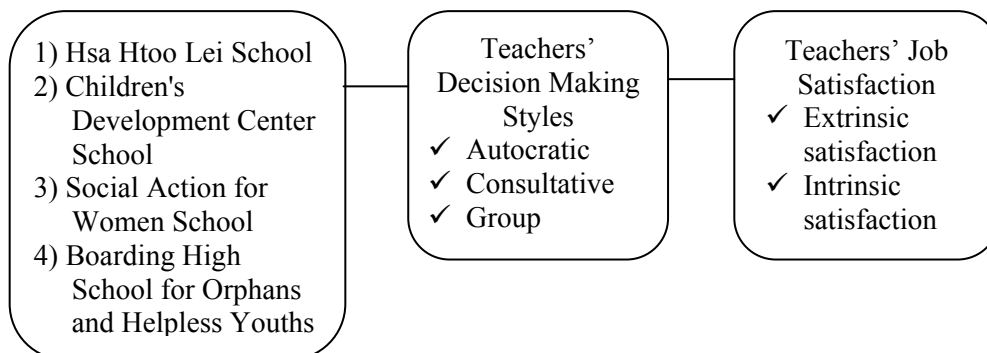 1) Hsa Htoo Lei School
2) Children's
Development Center
School
3) Social Action for
Women School
4) Boarding High
School for Orphans
and Helpless Youths
Teachers’
Decision Making
Styles
✓ Autocratic
✓ Consultative
✓ Group
Teachers’ Job
Satisfaction
✓ Extrinsic
satisfaction
✓ Intrinsic
satisfaction